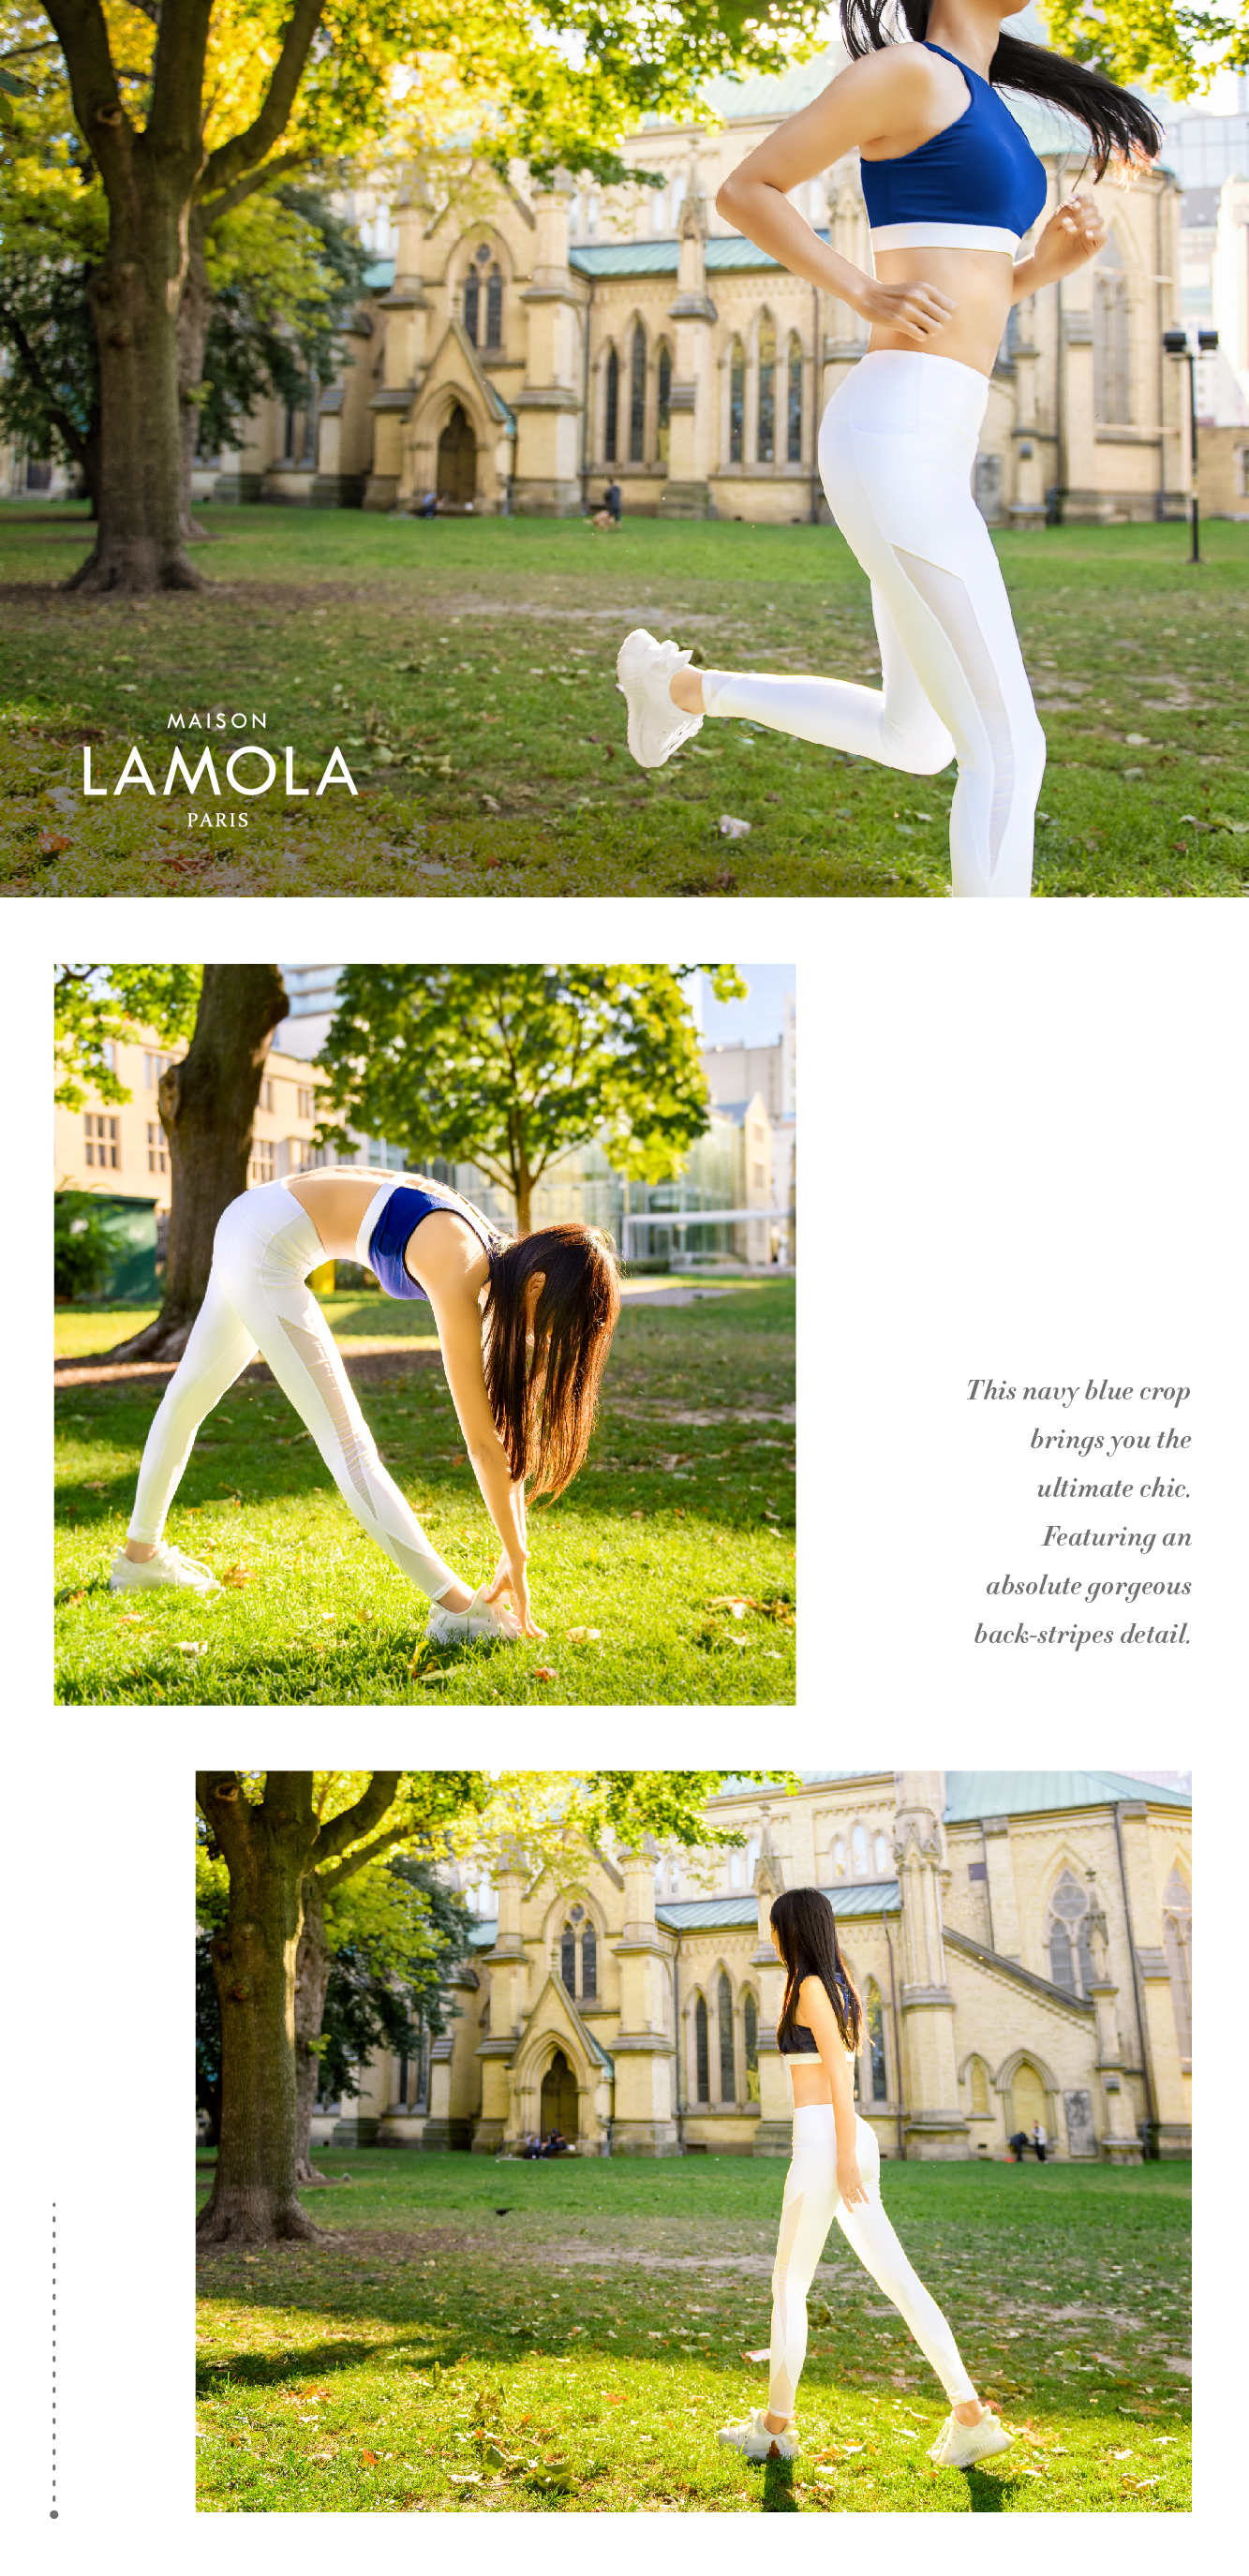 MAISON
LAMOLA
PARIS
This navy blue crop
brings you the
ultimate chic.
Featuring an
absolute gorgeous
back-stripes detail.